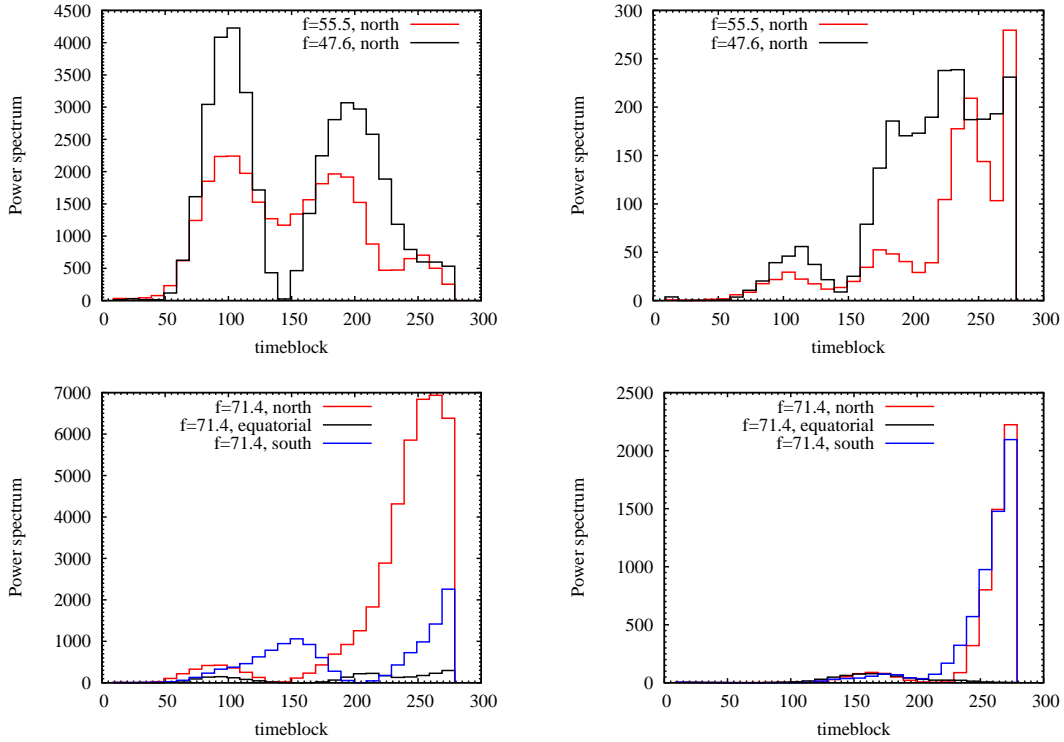 4500
4000
3500
3000
2500
2000
1500
1000
500
0
Power spectrum
f=55.5, north
f=47.6, north
0 50 100 150 200 250 300
timeblock
300
250
200
150
100
50
0
Power spectrum
f=55.5, north
f=47.6, north
0 50 100 150 200 250 300
timeblock
7000
6000
5000
4000
3000
2000
1000
0
Power spectrum
f=71.4, north
f=71.4, equatorial
f=71.4, south
0 50 100 150 200 250 300
timeblock
2500
2000
1500
1000
500
0
Power spectrum
f=71.4, north
f=71.4, equatorial
f=71.4, south
0 50 100 150 200 250 300
timeblock